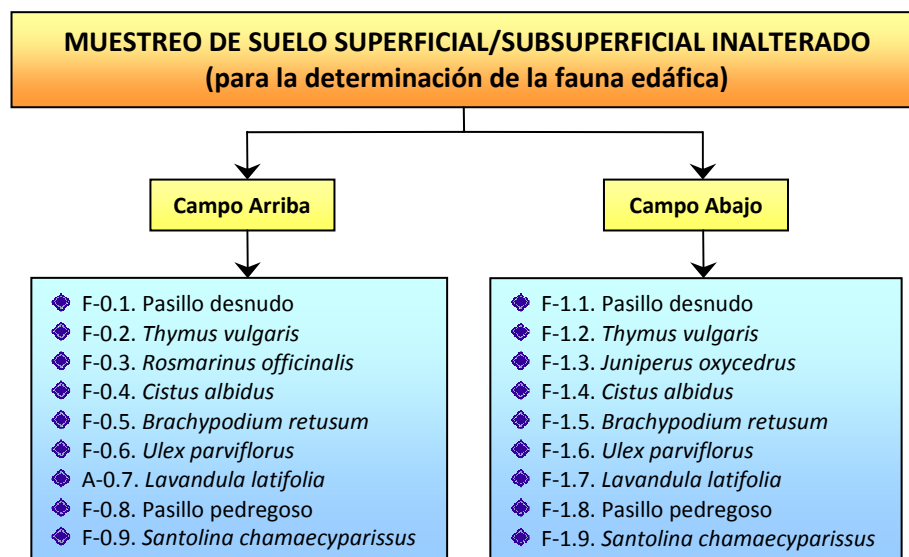 MUESTREO DE SUELO SUPERFICIAL/SUBSUPERFICIAL INALTERADO
(para la determinación de la fauna edáfica)
Campo Arriba
F-0.1. Pasillo desnudo
F-0.2. Thymus vulgaris
F-0.3. Rosmarinus officinalis
F-0.4. Cistus albidus
F-0.5. Brachypodium retusum
F-0.6. Ulex parviflorus
A-0.7. Lavandula latifolia
F-0.8. Pasillo pedregoso
F-0.9. Santolina chamaecyparissus
Campo Abajo
F-1.1. Pasillo desnudo
F-1.2. Thymus vulgaris
F-1.3. Juniperus oxycedrus
F-1.4. Cistus albidus
F-1.5. Brachypodium retusum
F-1.6. Ulex parviflorus
F-1.7. Lavandula latifolia
F-1.8. Pasillo pedregoso
F-1.9. Santolina chamaecyparissus